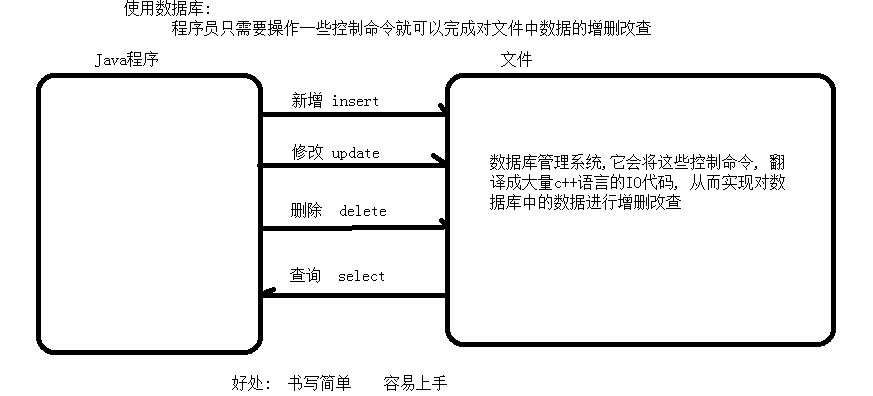 使用数据库:
程序员只需要操作一些控制命令就可以完成对文件中数据的增删改查
Java程序
文件
新增 insert
修改 update
删除 delete
查询 select
数据库管理系统,它会将这些控制命令, 翻
译成大量c++语言的IO代码, 从而实现对数
据库中的数据进行增删改查
好处: 书写简单 容易上手